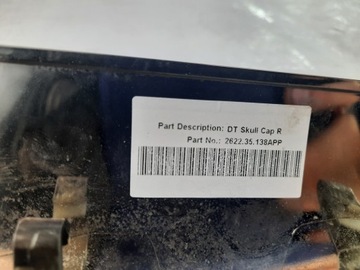 Part Description: DT Skull Cap R
Part No.: 2622.35.138APP